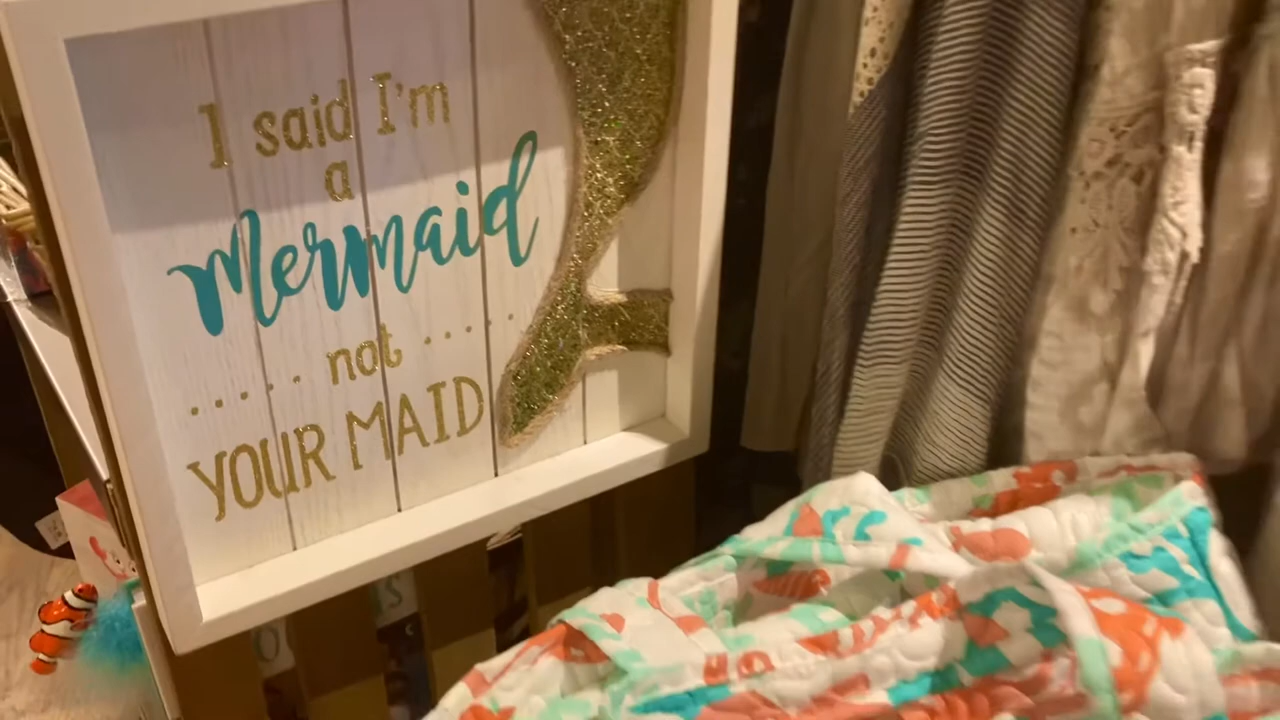 I said I'm
a
Mermaid
..... not .....
YOUR MAID